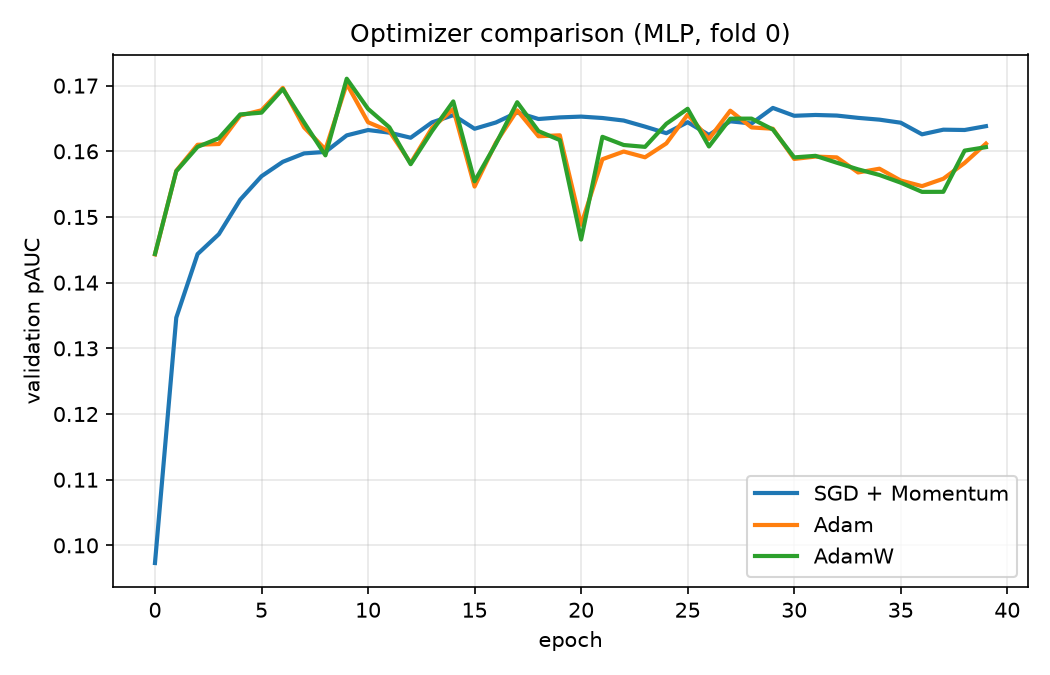 Optimizer comparison (MLP, fold 0)
validation pAUC
0.17
0.16
0.15
0.14
0.13
0.12
0.11
0.10
SGD + Momentum
Adam
AdamW
0 5 10 15 20 25 30 35 40
epoch